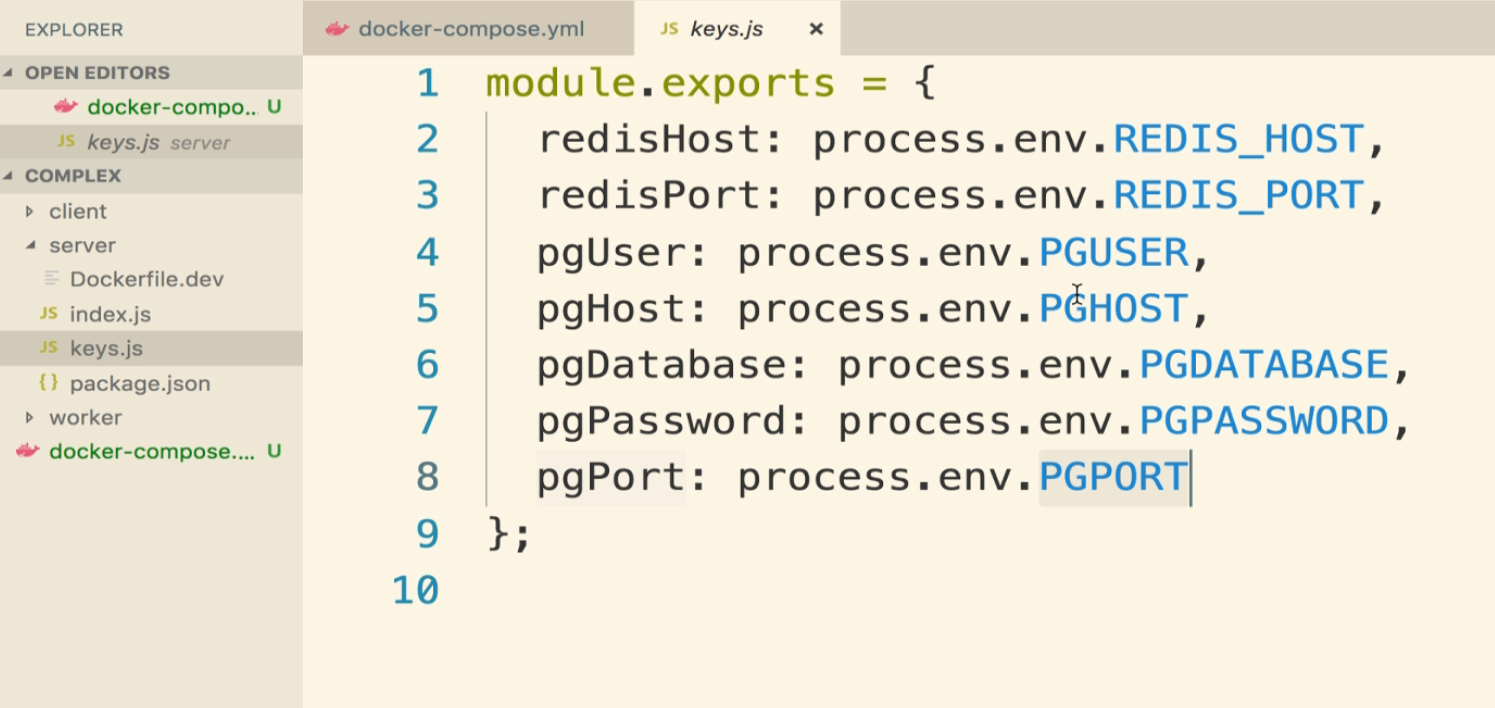 EXPLORER
OPEN EDITORS
docker-compo.. U
JS keys.js server
COMPLEX
client
server
Dockerfile.dev
JS index.js
JS keys.js
{} package.json
worker
docker-compose.... U
docker-compose.yml
JS keys.js ×
1 module.exports = {
2 redisHost: process.env.REDIS_HOST,
3 redisPort: process.env.REDIS_PORT,
4 pgUser: process.env.PGUSER,
5 pgHost: process.env.PGHOST,
6 pgDatabase: process.env.PGDATABASE,
7 pgPassword: process.env.PGPASSWORD,
8 pgPort: process.env.PGPORT
9 };
10